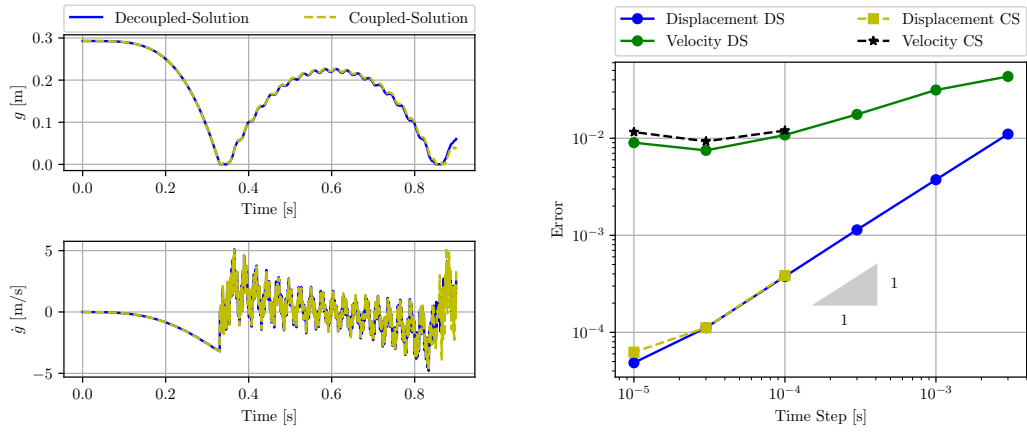 Decoupled-Solution
Coupled-Solution
0.3
0.2
0.1
0.0
g [m]
0.0 0.2 0.4 0.6 0.8
Time [s]
5
0
−5
ġ [m/s]
0.0 0.2 0.4 0.6 0.8
Time [s]
Displacement DS
Velocity DS
Displacement CS
Velocity CS
10⁻²
10⁻³
10⁻⁴
Error
1
1
10⁻⁵ 10⁻⁴ 10⁻³
Time Step [s]